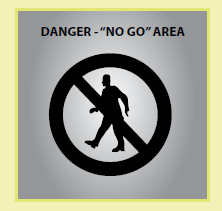 DANGER - “NO GO” AREA